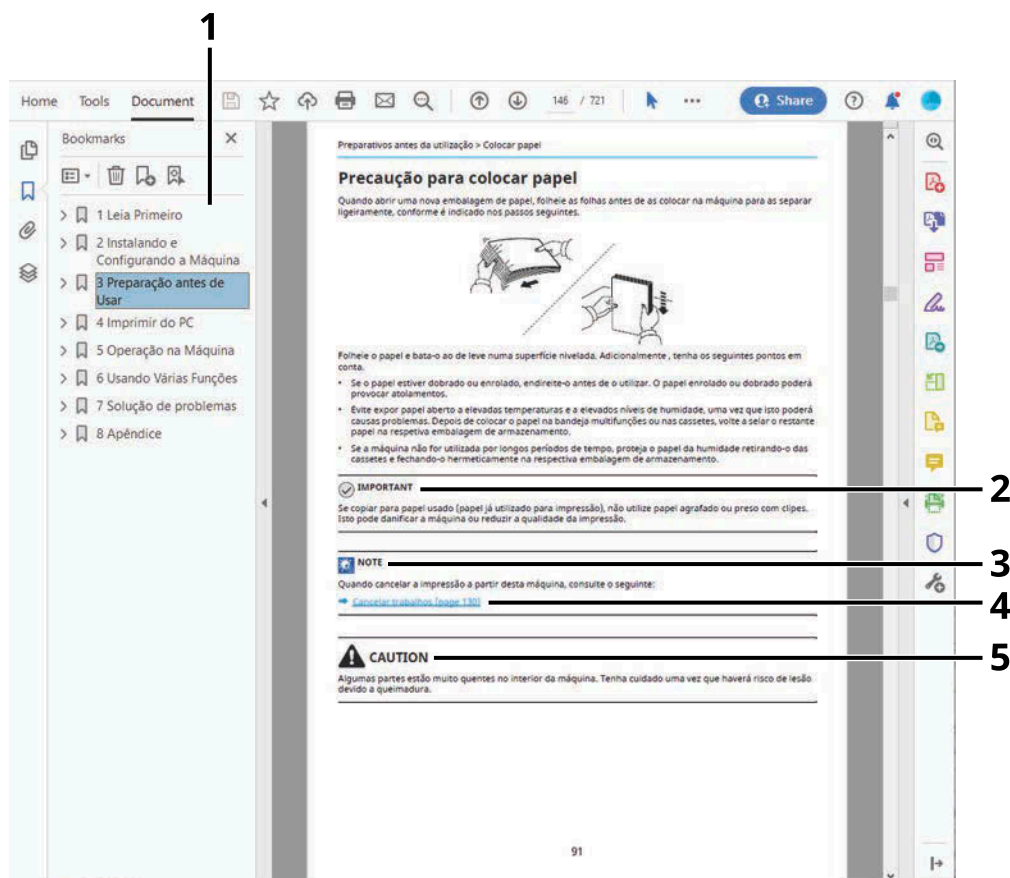 1
Home Tools Document 146 / 721 Share
Bookmarks
1 Leia Primeiro
2 Instalando e
Configurando a Máquina
3 Preparação antes de
Usar
4 Imprimir do PC
5 Operação na Máquina
6 Usando Várias Funções
7 Solução de problemas
8 Apêndice
Preparativos antes da utilização > Colocar papel
Precaução para colocar papel
Quando abrir uma nova embalagem de papel, folheie as folhas antes de as colocar na máquina para as separar
ligeiramente, conforme é indicado nos passos seguintes.
Folheie o papel e bata-o ao de leve numa superfície nivelada. Adicionalmente , tenha os seguintes pontos em
conta.
• Se o papel estiver dobrado ou enrolado, endireite-o antes de o utilizar. O papel enrolado ou dobrado poderá
provocar atolamentos.
• Evite expor papel aberto a elevadas temperaturas e a elevados níveis de humidade, uma vez que isto poderá
causas problemas. Depois de colocar o papel na bandeja multifunções ou nas cassetes, volte a selar o restante
papel na respetiva embalagem de armazenamento.
• Se a máquina não for utilizada por longos períodos de tempo, proteja o papel da humidade retirando-o das
cassetes e fechando-o hermeticamente na respectiva embalagem de armazenamento.
IMPORTANT
2
Se copiar para papel usado (papel já utilizado para impressão), não utilize papel agrafado ou preso com clipes.
Isto pode danificar a máquina ou reduzir a qualidade da impressão.
NOTE
3
Quando cancelar a impressão a partir desta máquina, consulte o seguinte:
Cancelar trabalhos [page 130]
4
CAUTION
5
Algumas partes estão muito quentes no interior da máquina. Tenha cuidado uma vez que haverá risco de lesão
devido a queimadura.
91